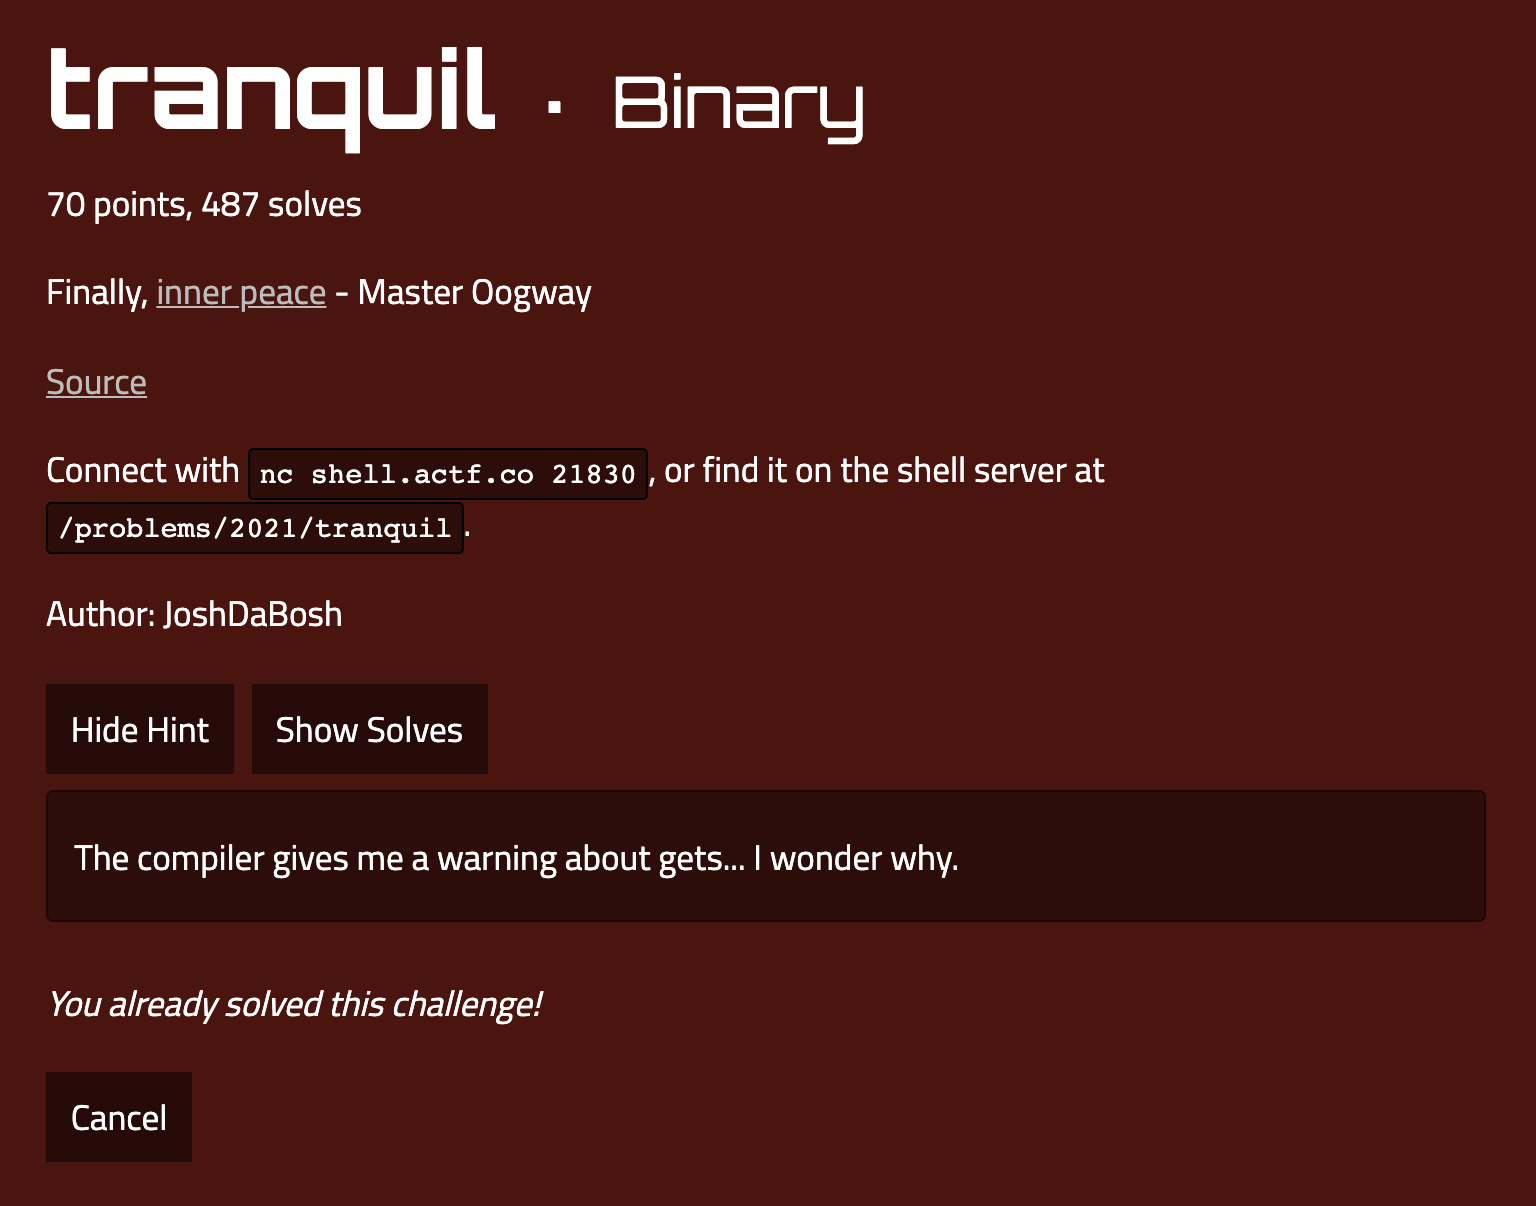 tranquil · Binary
70 points, 487 solves
Finally, inner peace - Master Oogway
Source
Connect with nc shell.actf.co 21830, or find it on the shell server at
/problems/2021/tranquil.
Author: JoshDaBosh
Hide Hint Show Solves
The compiler gives me a warning about gets... I wonder why.
You already solved this challenge!
Cancel